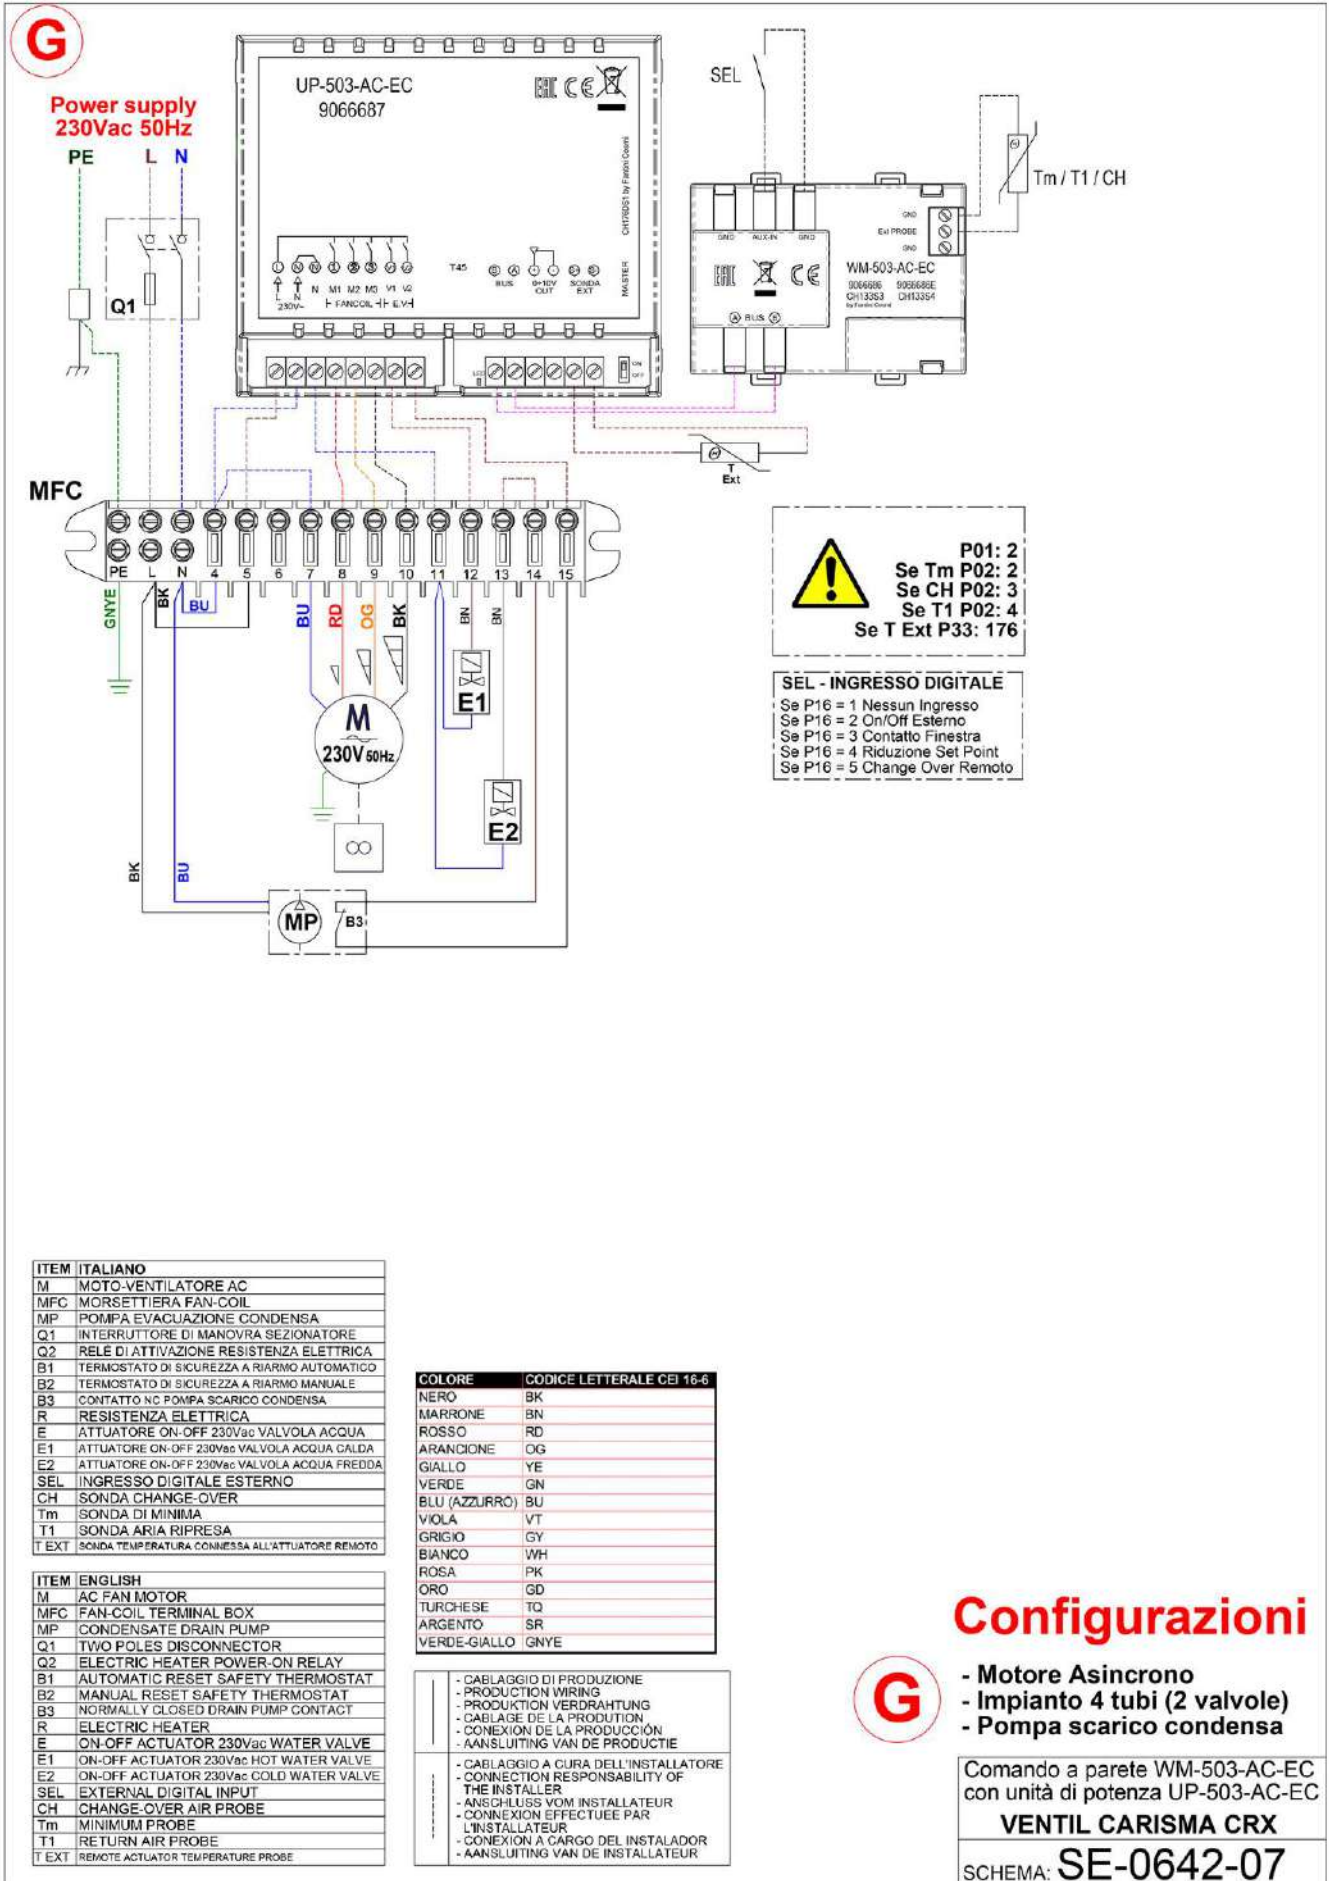 G
Power supply
230Vac 50Hz
PE L N
Q1
UP-503-AC-EC
9066687
EAC CE
CH176DS1 by Fantini Cosmi
MASTER
L N N M1 M2 M3 V1 V2
230V~
FANCOIL E.V.
T45
B A
BUS
0÷10V
OUT
SONDA
EXT
LED
ON
OFF
SEL
GND AUX-IN GND
GND
Ext PROBE
GND
EAC CE
WM-503-AC-EC
9066686 9066686E
CH133S3 CH133S4
by Fantini Cosmi
A BUS B
Tm / T1 / CH
T
Ext
MFC
PE L N 4 5 6 7 8 9 10 11 12 13 14 15
GNYE
BK
BU
BU
RD
OG
BK
BN
BN
M
230V 50Hz
E1
E2
BK
BU
MP
B3
P01: 2
Se Tm P02: 2
Se CH P02: 3
Se T1 P02: 4
Se T Ext P33: 176
SEL - INGRESSO DIGITALE
Se P16 = 1 Nessun Ingresso
Se P16 = 2 On/Off Esterno
Se P16 = 3 Contatto Finestra
Se P16 = 4 Riduzione Set Point
Se P16 = 5 Change Over Remoto
ITEM ITALIANO
M MOTO-VENTILATORE AC
MFC MORSETTIERA FAN-COIL
MP POMPA EVACUAZIONE CONDENSA
Q1 INTERRUTTORE DI MANOVRA SEZIONATORE
Q2 RELÈ DI ATTIVAZIONE RESISTENZA ELETTRICA
B1 TERMOSTATO DI SICUREZZA A RIARMO AUTOMATICO
B2 TERMOSTATO DI SICUREZZA A RIARMO MANUALE
B3 CONTATTO NC POMPA SCARICO CONDENSA
R RESISTENZA ELETTRICA
E ATTUATORE ON-OFF 230Vac VALVOLA ACQUA
E1 ATTUATORE ON-OFF 230Vac VALVOLA ACQUA CALDA
E2 ATTUATORE ON-OFF 230Vac VALVOLA ACQUA FREDDA
SEL INGRESSO DIGITALE ESTERNO
CH SONDA CHANGE-OVER
Tm SONDA DI MINIMA
T1 SONDA ARIA RIPRESA
T EXT SONDA TEMPERATURA CONNESSA ALL'ATTUATORE REMOTO
ITEM ENGLISH
M AC FAN MOTOR
MFC FAN-COIL TERMINAL BOX
MP CONDENSATE DRAIN PUMP
Q1 TWO POLES DISCONNECTOR
Q2 ELECTRIC HEATER POWER-ON RELAY
B1 AUTOMATIC RESET SAFETY THERMOSTAT
B2 MANUAL RESET SAFETY THERMOSTAT
B3 NORMALLY CLOSED DRAIN PUMP CONTACT
R ELECTRIC HEATER
E ON-OFF ACTUATOR 230Vac WATER VALVE
E1 ON-OFF ACTUATOR 230Vac HOT WATER VALVE
E2 ON-OFF ACTUATOR 230Vac COLD WATER VALVE
SEL EXTERNAL DIGITAL INPUT
CH CHANGE-OVER AIR PROBE
Tm MINIMUM PROBE
T1 RETURN AIR PROBE
T EXT REMOTE ACTUATOR TEMPERATURE PROBE
COLORE CODICE LETTERALE CEI 16-6
NERO BK
MARRONE BN
ROSSO RD
ARANCIONE OG
GIALLO YE
VERDE GN
BLU (AZZURRO) BU
VIOLA VT
GRIGIO GY
BIANCO WH
ROSA PK
ORO GD
TURCHESE TQ
ARGENTO SR
VERDE-GIALLO GNYE
- CABLAGGIO DI PRODUZIONE
- PRODUCTION WIRING
- PRODUKTION VERDRAHTUNG
- CABLAGE DE LA PRODUTION
- CONEXION DE LA PRODUCCIÓN
- AANSLUITING VAN DE PRODUCTIE
- CABLAGGIO A CURA DELL'INSTALLATORE
- CONNECTION RESPONSABILITY OF
THE INSTALLER
- ANSCHLUSS VOM INSTALLATEUR
- CONNEXION EFFECTUEE PAR
L'INSTALLATEUR
- CONEXION A CARGO DEL INSTALADOR
- AANSLUITING VAN DE INSTALLATEUR
Configurazioni
G
- Motore Asincrono
- Impianto 4 tubi (2 valvole)
- Pompa scarico condensa
Comando a parete WM-503-AC-EC
con unità di potenza UP-503-AC-EC
VENTIL CARISMA CRX
SCHEMA: SE-0642-07